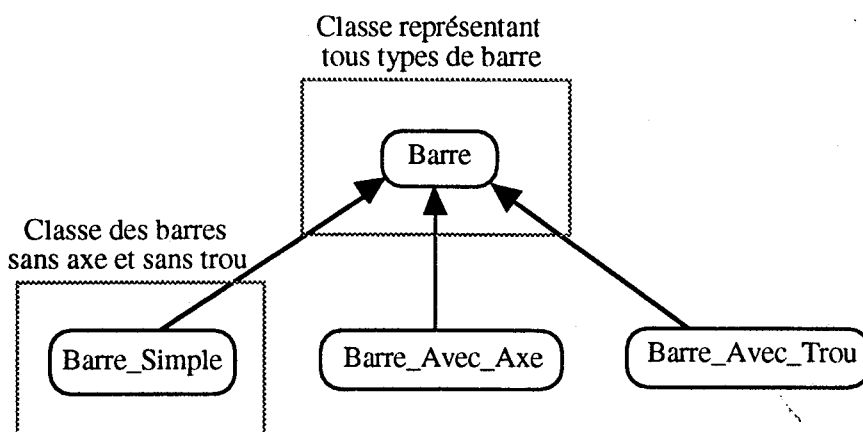 Classe représentant
tous types de barre
Barre
Classe des barres
sans axe et sans trou
Barre_Simple
Barre_Avec_Axe
Barre_Avec_Trou